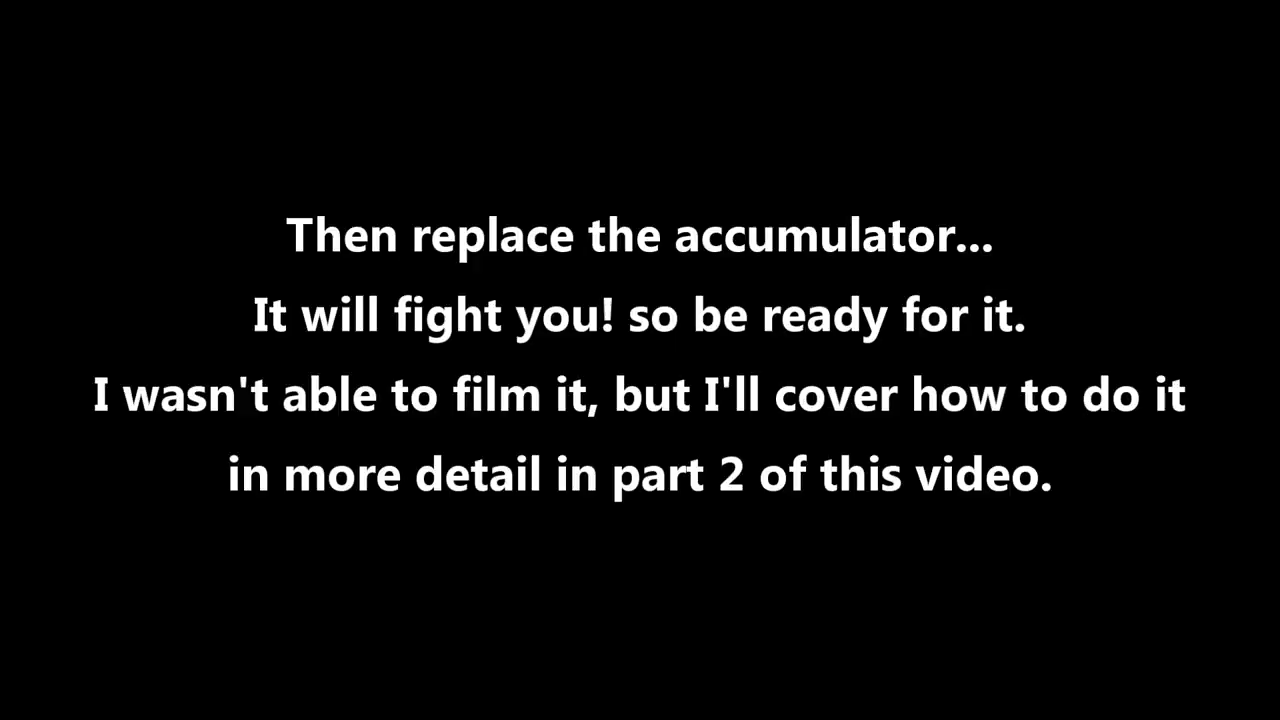 Then replace the accumulator...
It will fight you! so be ready for it.
I wasn't able to film it, but I'll cover how to do it
in more detail in part 2 of this video.